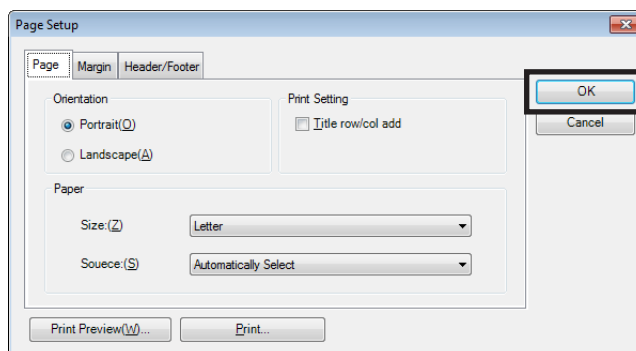 Page Setup
Page Margin Header/Footer
OK
Cancel
Orientation
Portrait(O)
Landscape(A)
Print Setting
Title row/col add
Paper
Size:(Z) Letter
Souece:(S) Automatically Select
Print Preview(W)... Print...